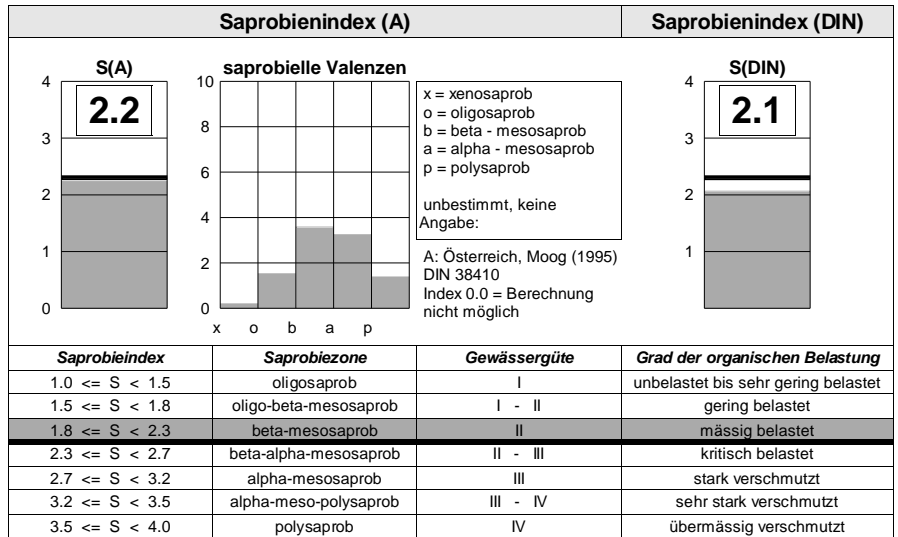 Saprobienindex (A)
Saprobienindex (DIN)
S(A)
4
3
2
1
0
2.2
saprobielle Valenzen
10
8
6
4
2
0
x o b a p
x = xenosaprob
o = oligosaprob
b = beta - mesosaprob
a = alpha - mesosaprob
p = polysaprob
unbestimmt, keine
Angabe:
A: Österreich, Moog (1995)
DIN 38410
Index 0.0 = Berechnung
nicht möglich
S(DIN)
4
3
2
1
2.1
Saprobieindex Saprobiezone Gewässergüte Grad der organischen Belastung
1.0 <= S < 1.5 oligosaprob I unbelastet bis sehr gering belastet
1.5 <= S < 1.8 oligo-beta-mesosaprob I - II gering belastet
1.8 <= S < 2.3 beta-mesosaprob II mässig belastet
2.3 <= S < 2.7 beta-alpha-mesosaprob II - III kritisch belastet
2.7 <= S < 3.2 alpha-mesosaprob III stark verschmutzt
3.2 <= S < 3.5 alpha-meso-polysaprob III - IV sehr stark verschmutzt
3.5 <= S < 4.0 polysaprob IV übermässig verschmutzt